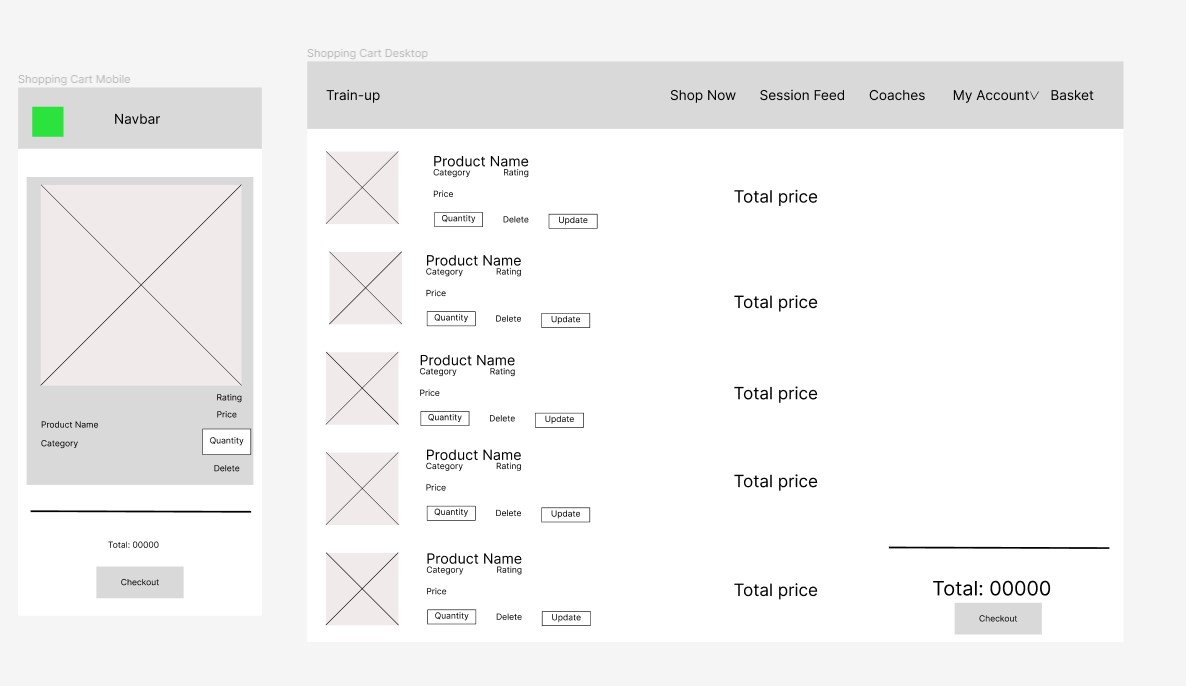 Shopping Cart Mobile
Navbar
Rating
Price
Product Name
Quantity
Category
Delete
Total: 00000
Checkout
Shopping Cart Desktop
Train-up Shop Now Session Feed Coaches My Account Basket
Product Name
Category Rating
Price
Quantity Delete Update
Total price
Product Name
Category Rating
Price
Quantity Delete Update
Total price
Product Name
Category Rating
Price
Quantity Delete Update
Total price
Product Name
Category Rating
Price
Quantity Delete Update
Total price
Product Name
Category Rating
Price
Quantity Delete Update
Total price
Total: 00000
Checkout